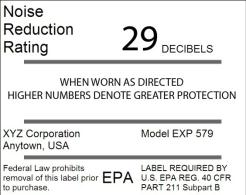 Noise
Reduction
Rating
29 DECIBELS
WHEN WORN AS DIRECTED
HIGHER NUMBERS DENOTE GREATER PROTECTION
XYZ Corporation
Anytown, USA
Model EXP 579
Federal Law prohibits
removal of this label prior
to purchase.
EPA
LABEL REQUIRED BY
U.S. EPA REG. 40 CFR
PART 211 Subpart B